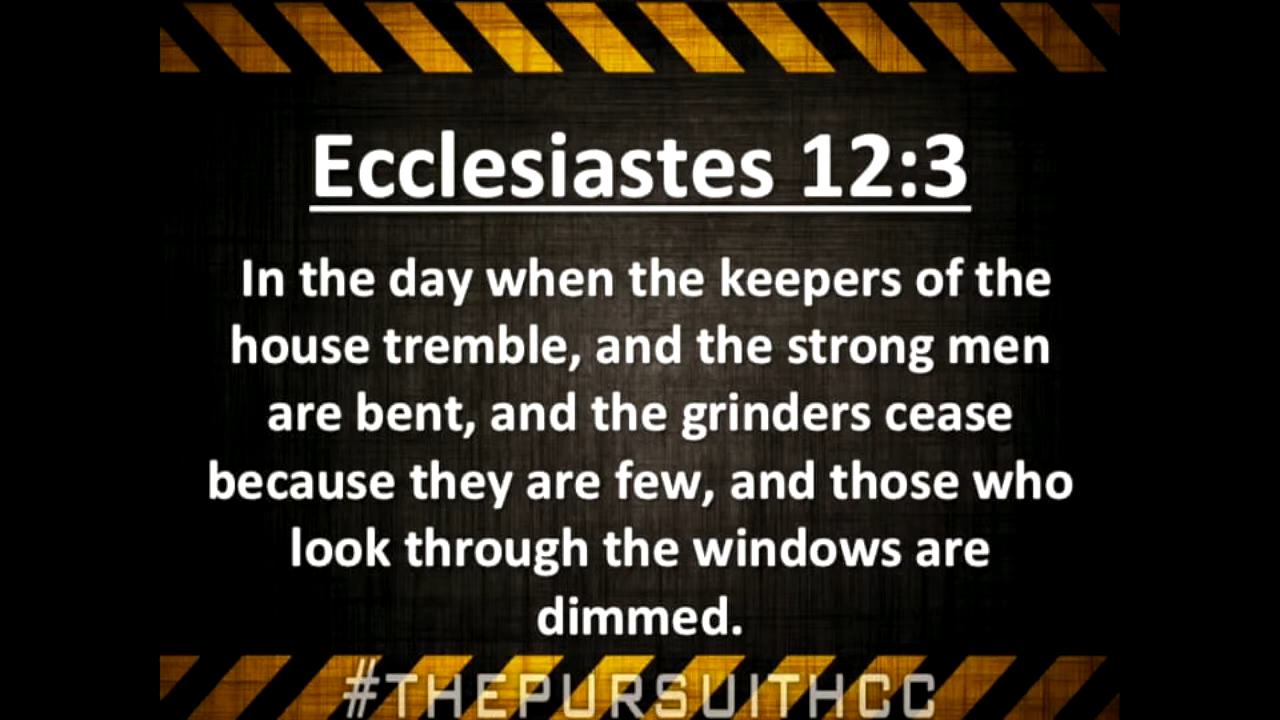 Ecclesiastes 12:3
In the day when the keepers of the
house tremble, and the strong men
are bent, and the grinders cease
because they are few, and those who
look through the windows are
dimmed.
#THEPURSUITHCC